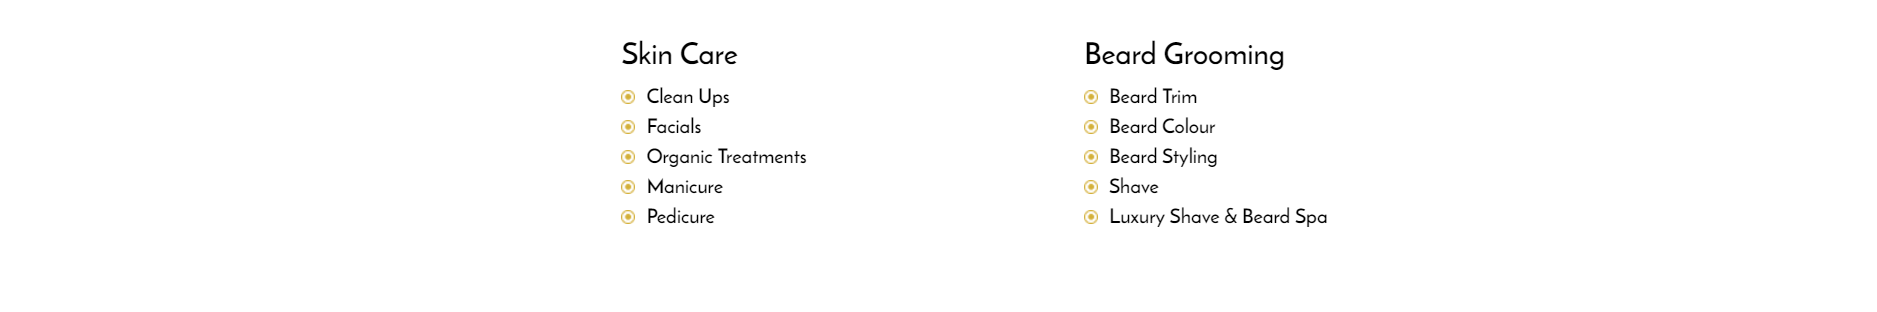 Skin Care
Clean Ups
Facials
Organic Treatments
Manicure
Pedicure
Beard Grooming
Beard Trim
Beard Colour
Beard Styling
Shave
Luxury Shave & Beard Spa